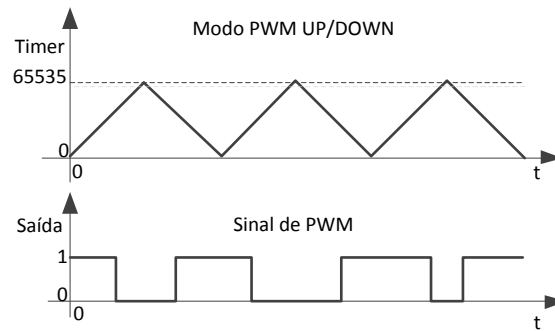 Modo PWM UP/DOWN
Timer
65535
0
0
t
Saída
Sinal de PWM
1
0
0
t